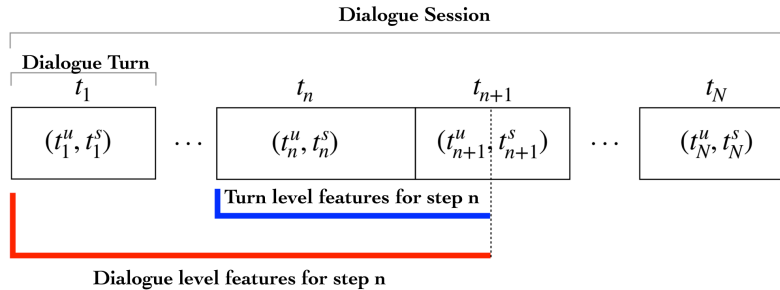 Dialogue Session
Dialogue Turn
t_1 t_n t_{n+1} t_N
(t_1^u, t_1^s) ... (t_n^u, t_n^s) (t_{n+1}^u, t_{n+1}^s) ... (t_N^u, t_N^s)
Turn level features for step n
Dialogue level features for step n